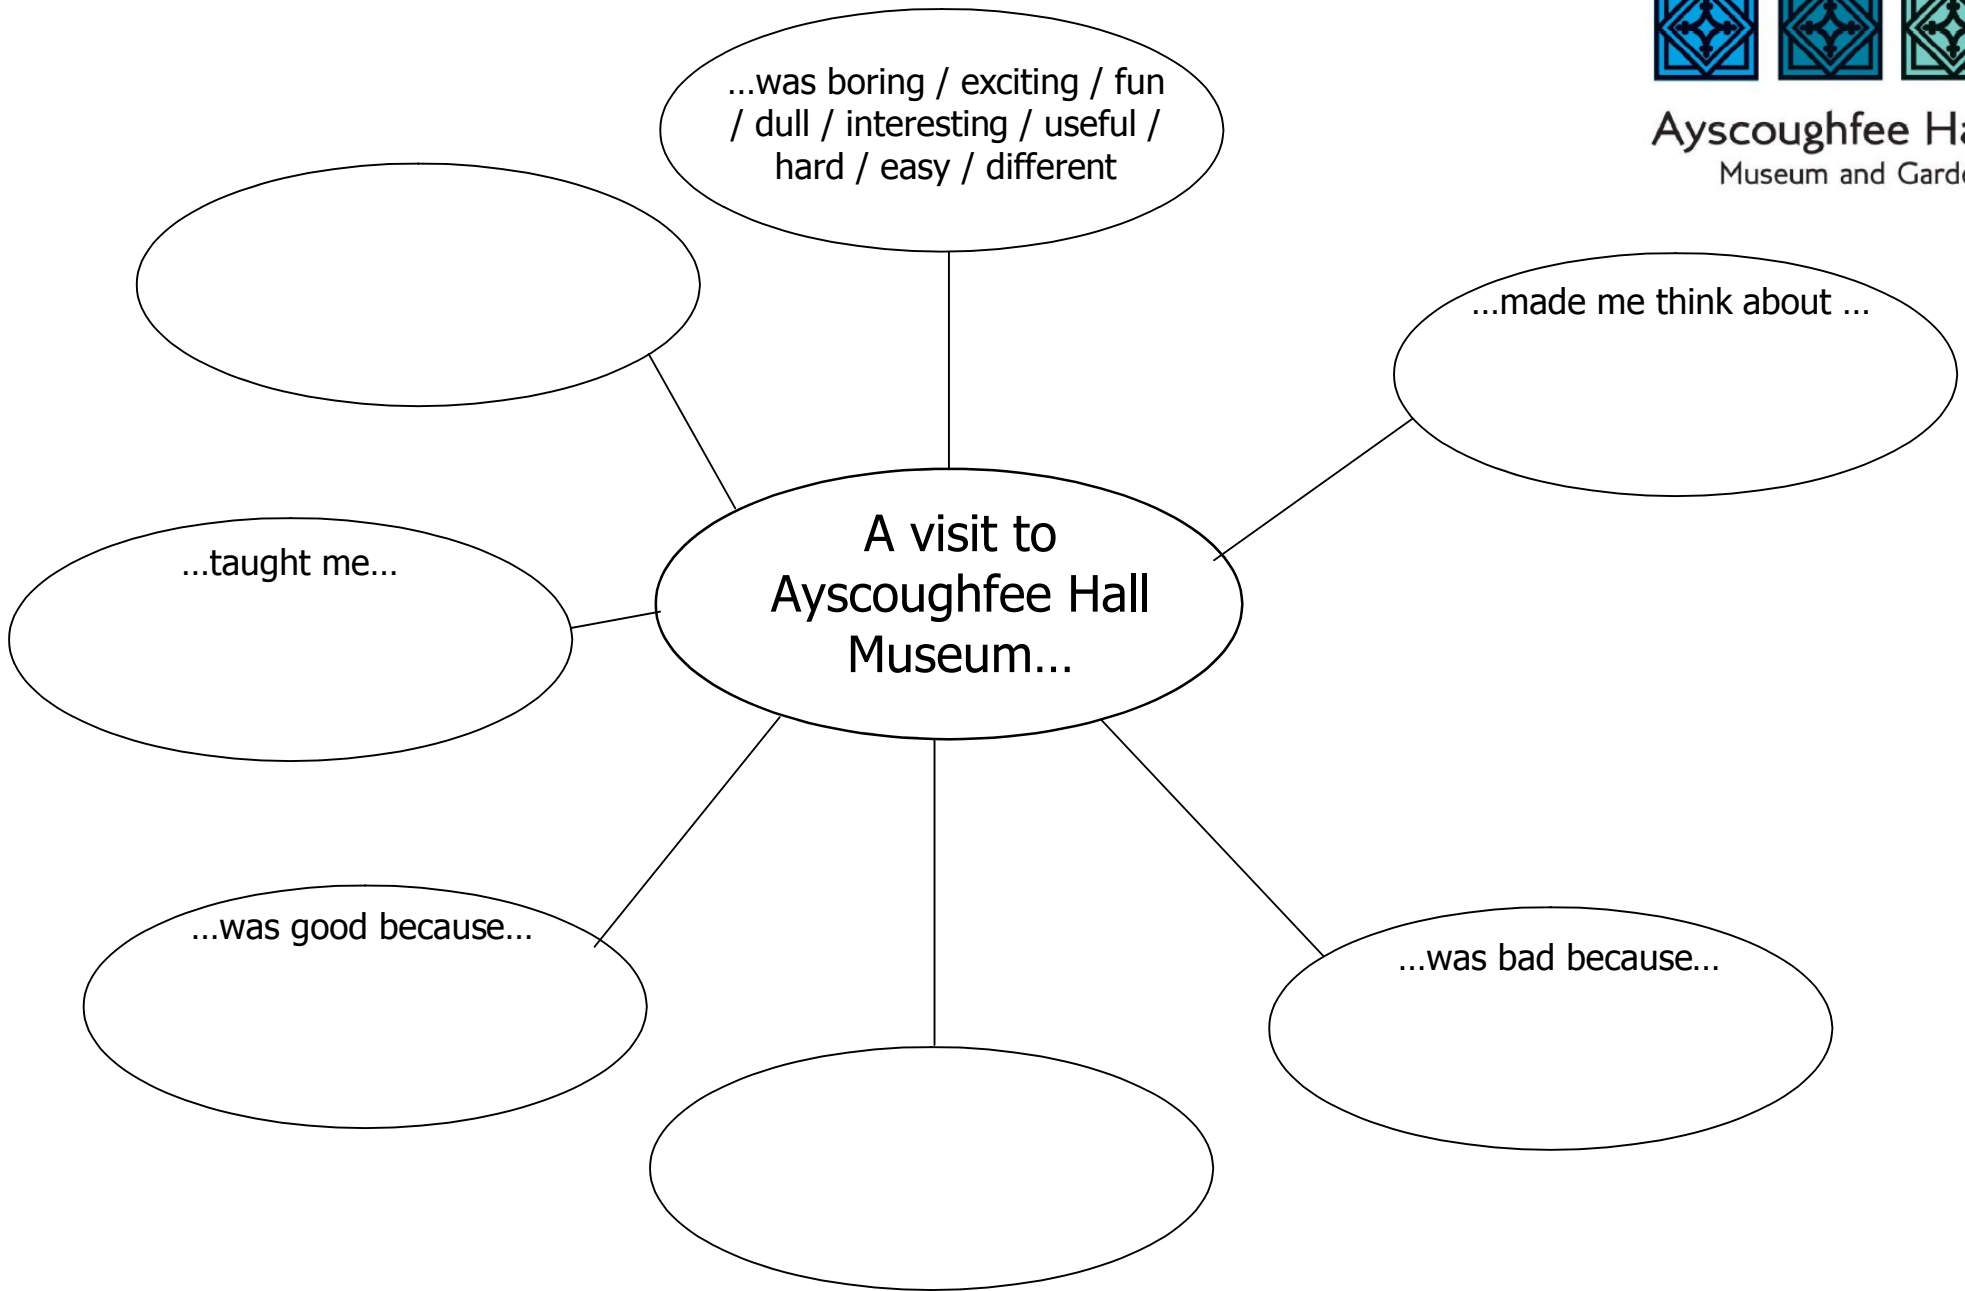 …was boring / exciting / fun
/ dull / interesting / useful /
hard / easy / different
Ayscoughfee Ha
Museum and Garde
…made me think about …
A visit to
Ayscoughfee Hall
Museum…
…taught me…
…was good because…
…was bad because…